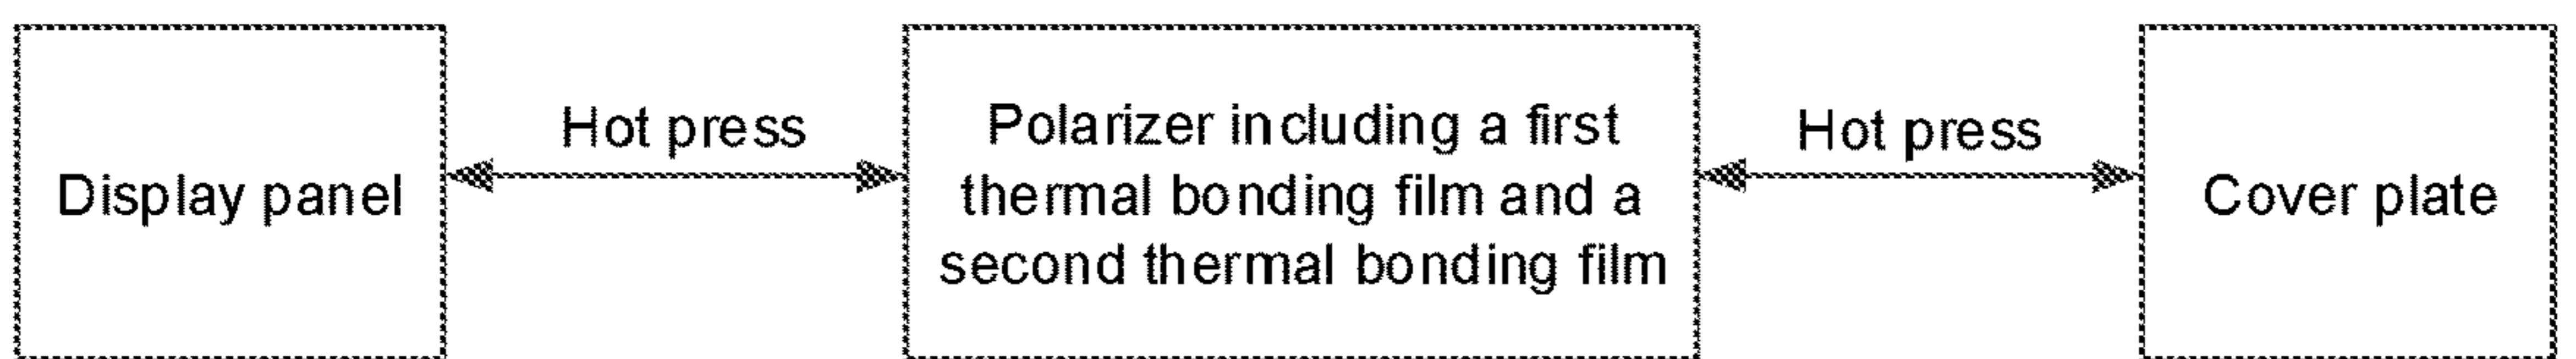 Display panel
Hot press
Polarizer including a first
thermal bonding film and a
second thermal bonding film
Hot press
Cover plate